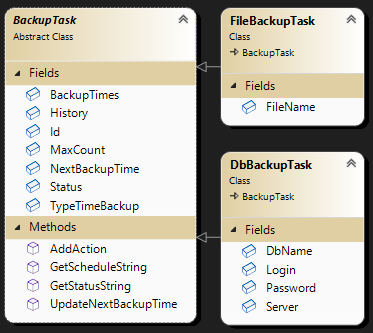 BackupTask
Abstract Class
Fields
BackupTimes
History
Id
MaxCount
NextBackupTime
Status
TypeTimeBackup
Methods
AddAction
GetScheduleString
GetStatusString
UpdateNextBackupTime
FileBackupTask
Class
BackupTask
Fields
FileName
DbBackupTask
Class
BackupTask
Fields
DbName
Login
Password
Server